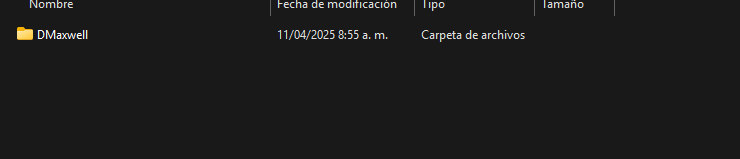 Nombre Fecha de modificación Tipo Tamaño
DMaxwell 11/04/2025 8:55 a. m. Carpeta de archivos